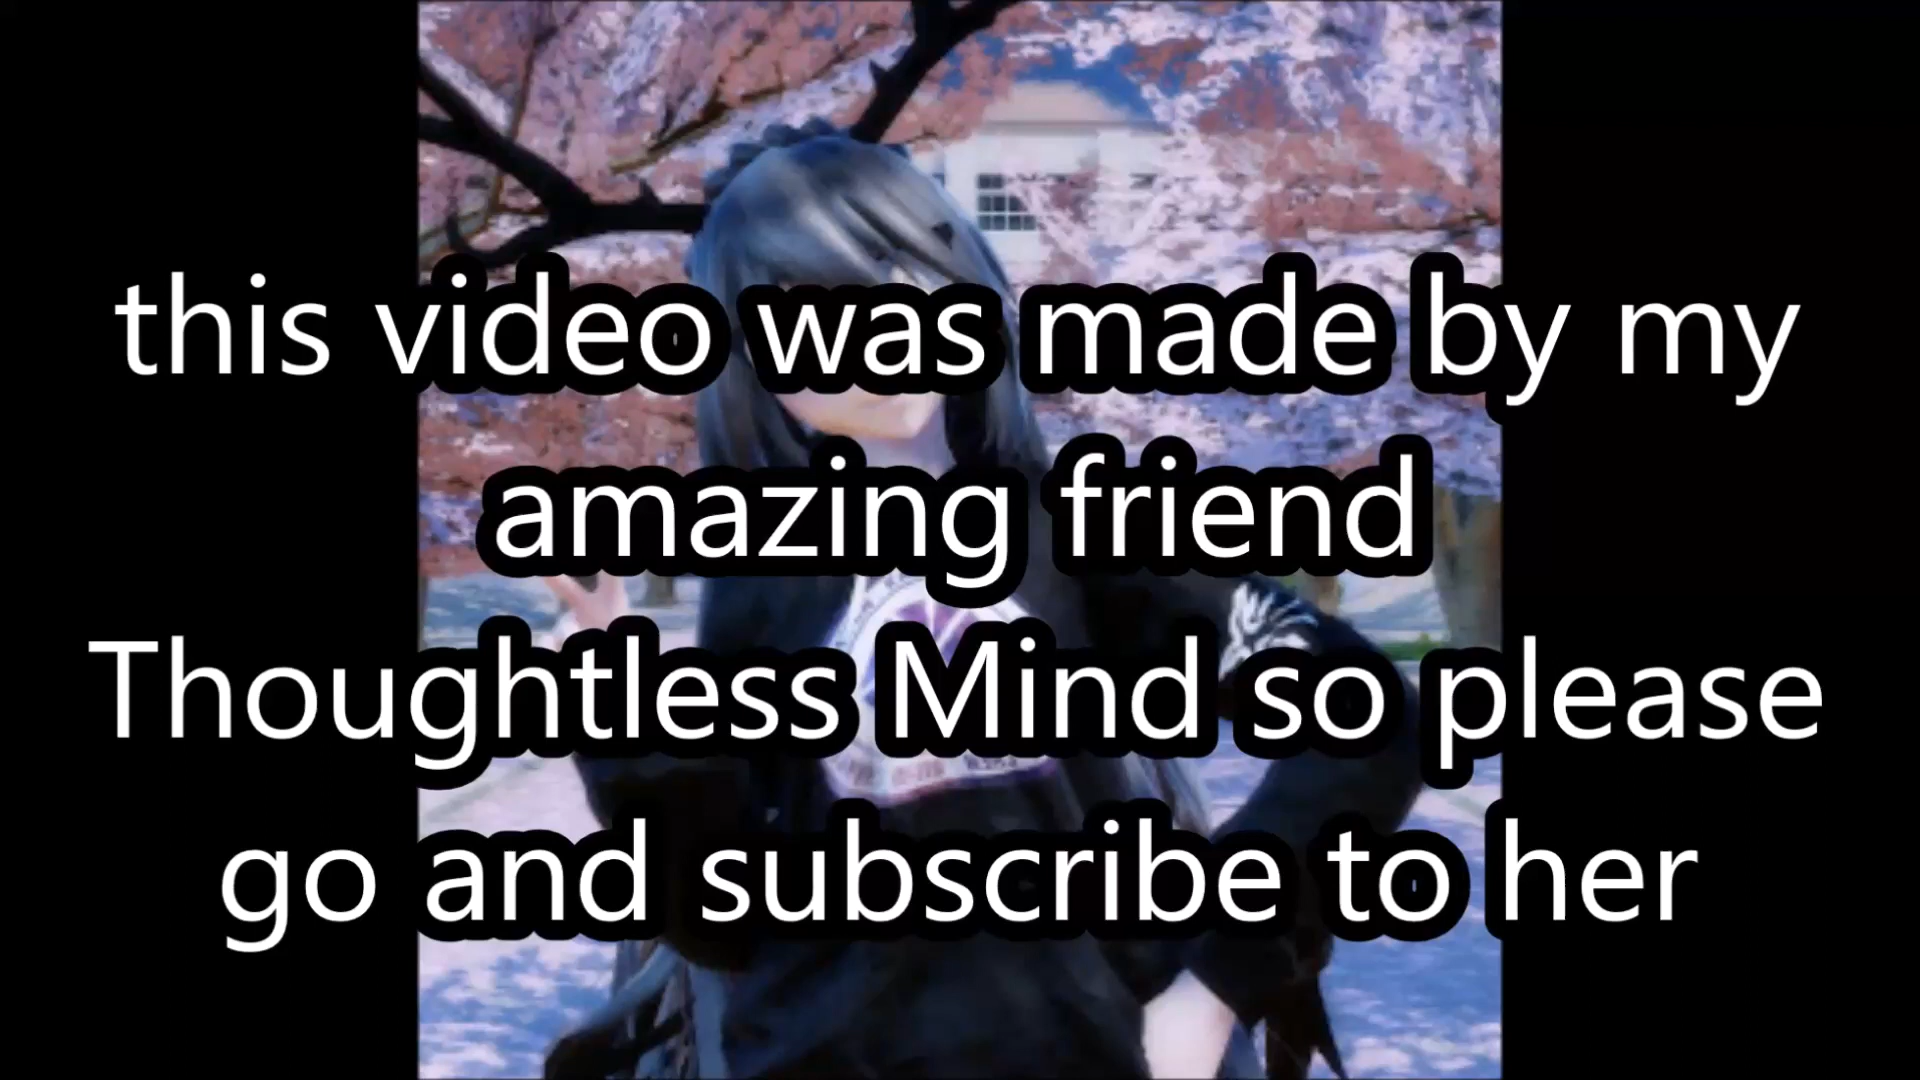 this video was made by my
amazing friend
Thoughtless Mind so please
go and subscribe to her